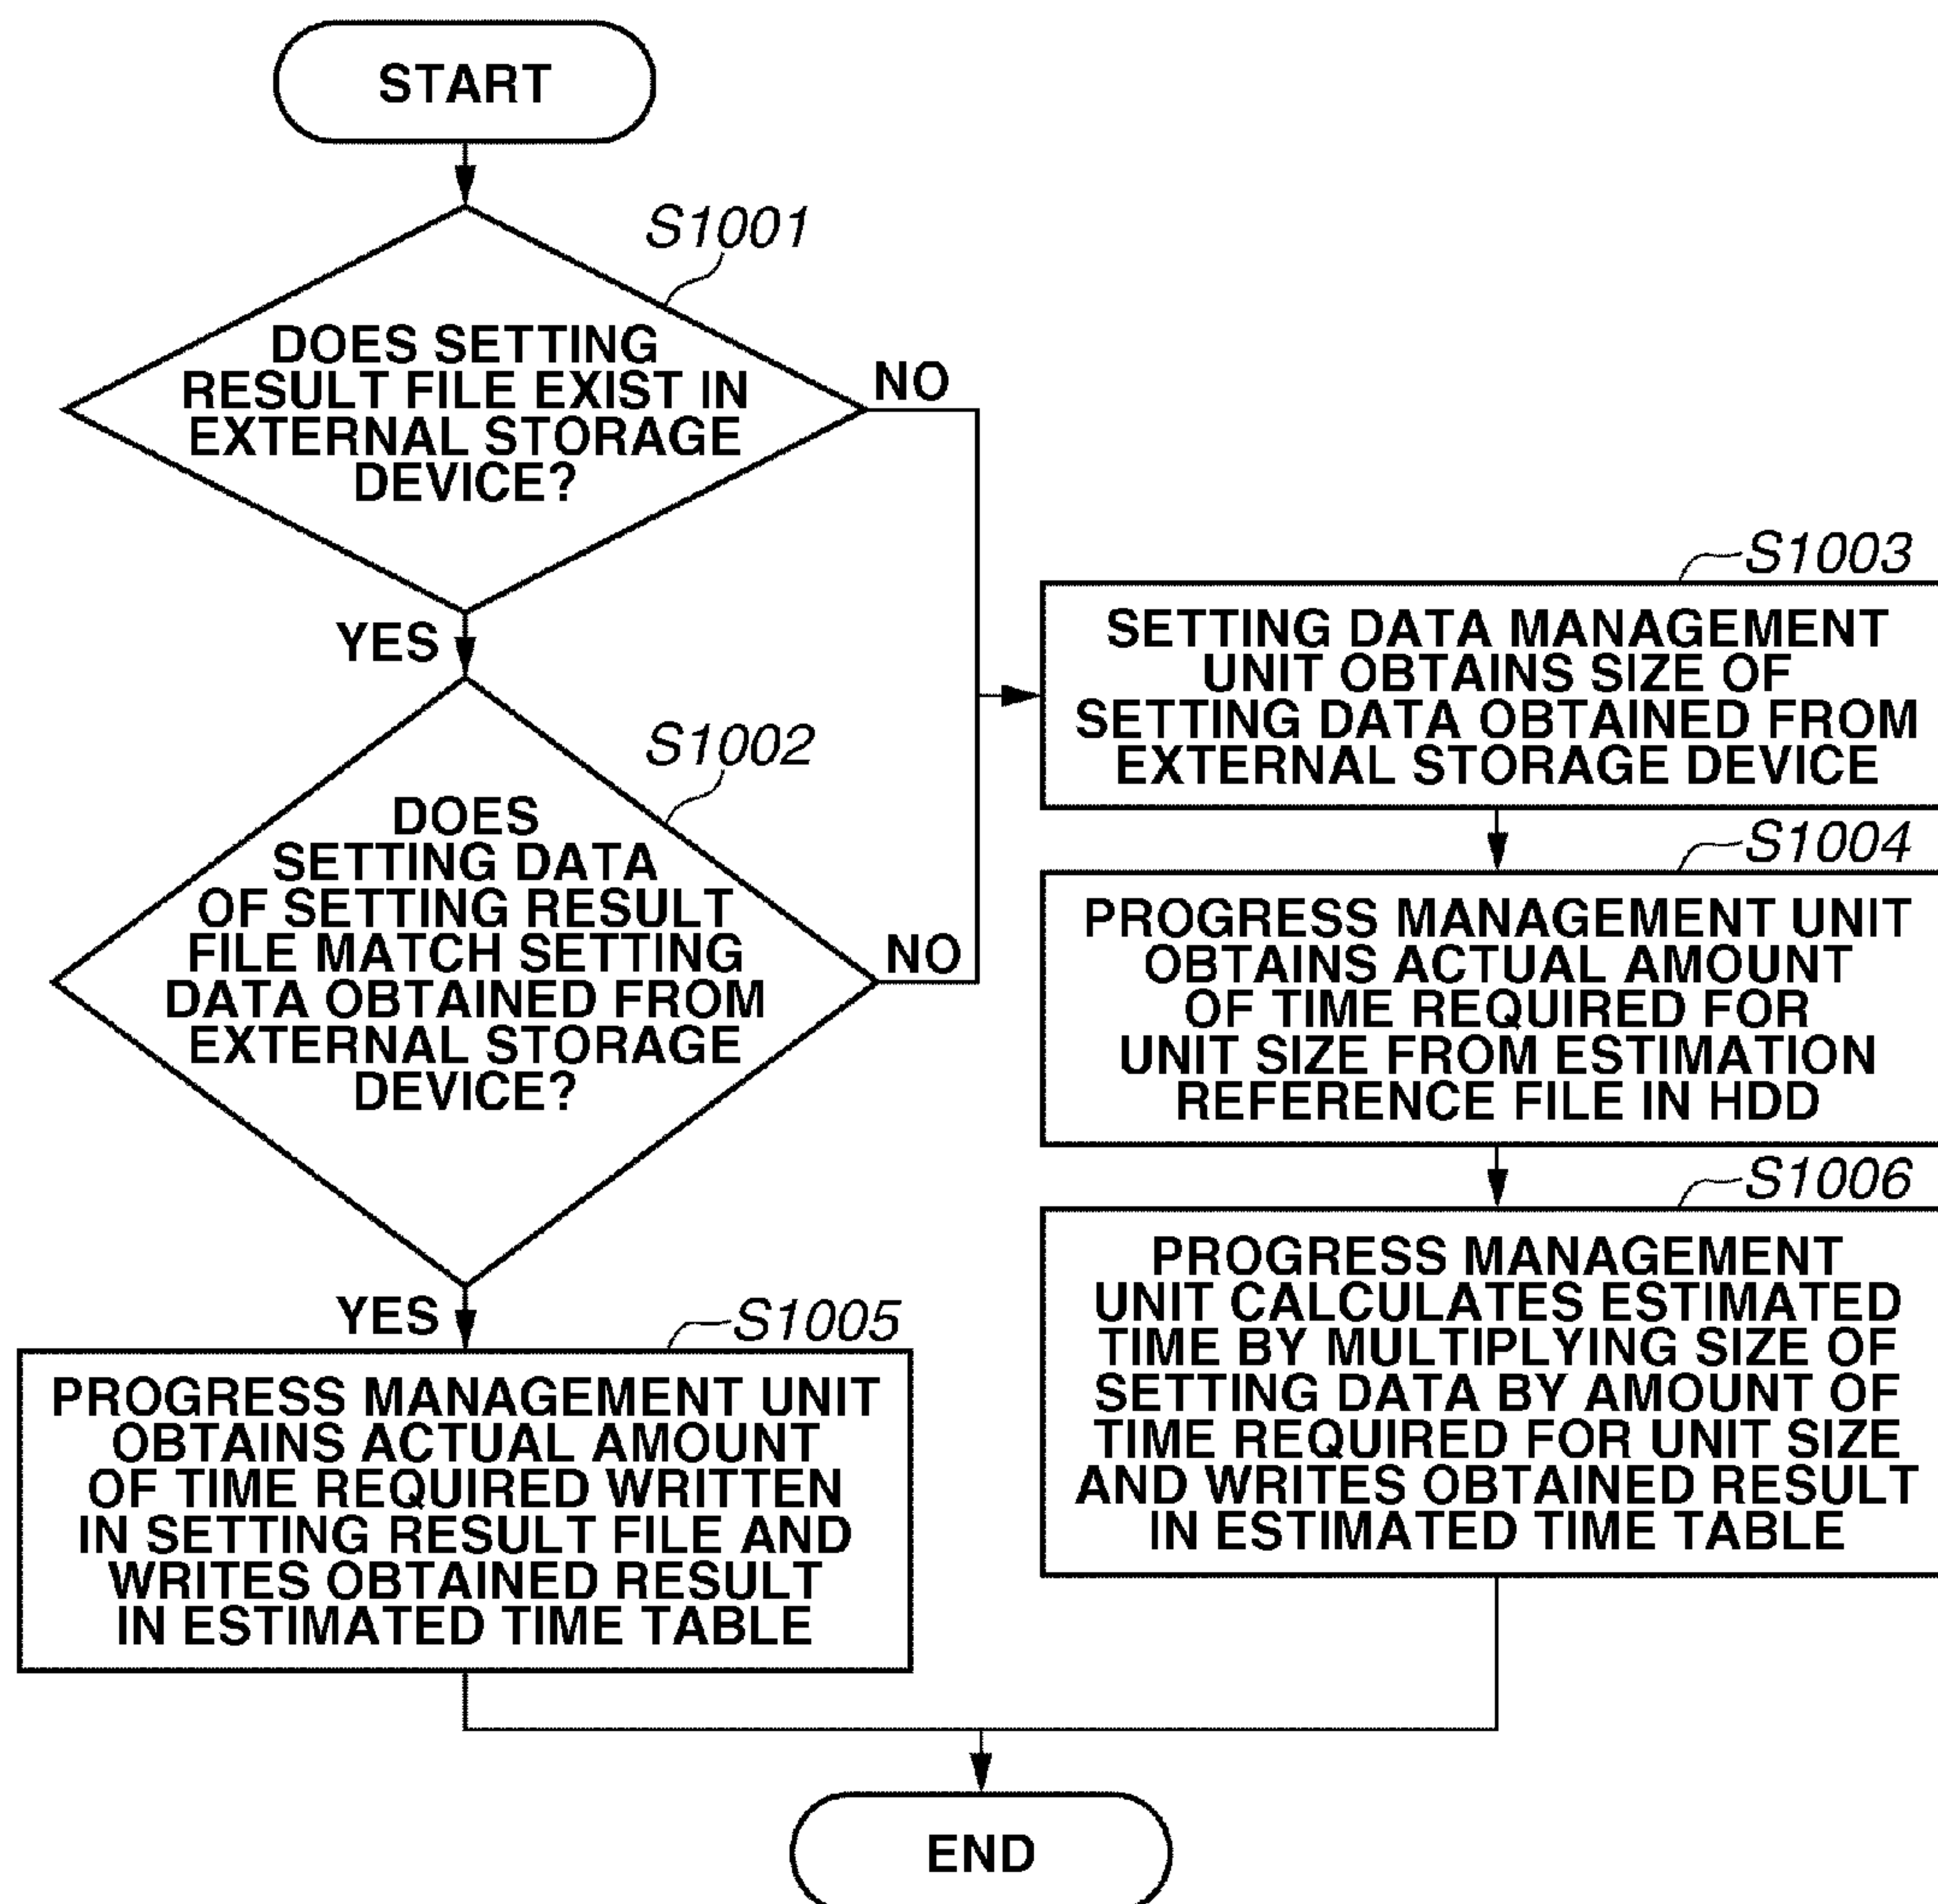 START
S1001
DOES SETTING
RESULT FILE EXIST IN
EXTERNAL STORAGE
DEVICE?
NO
YES
S1002
DOES
SETTING DATA
OF SETTING RESULT
FILE MATCH SETTING
DATA OBTAINED FROM
EXTERNAL STORAGE
DEVICE?
NO
YES
S1003
SETTING DATA MANAGEMENT
UNIT OBTAINS SIZE OF
SETTING DATA OBTAINED FROM
EXTERNAL STORAGE DEVICE
S1004
PROGRESS MANAGEMENT UNIT
OBTAINS ACTUAL AMOUNT
OF TIME REQUIRED FOR
UNIT SIZE FROM ESTIMATION
REFERENCE FILE IN HDD
S1006
PROGRESS MANAGEMENT
UNIT CALCULATES ESTIMATED
TIME BY MULTIPLYING SIZE OF
SETTING DATA BY AMOUNT OF
TIME REQUIRED FOR UNIT SIZE
AND WRITES OBTAINED RESULT
IN ESTIMATED TIME TABLE
S1005
PROGRESS MANAGEMENT UNIT
OBTAINS ACTUAL AMOUNT
OF TIME REQUIRED WRITTEN
IN SETTING RESULT FILE AND
WRITES OBTAINED RESULT
IN ESTIMATED TIME TABLE
END